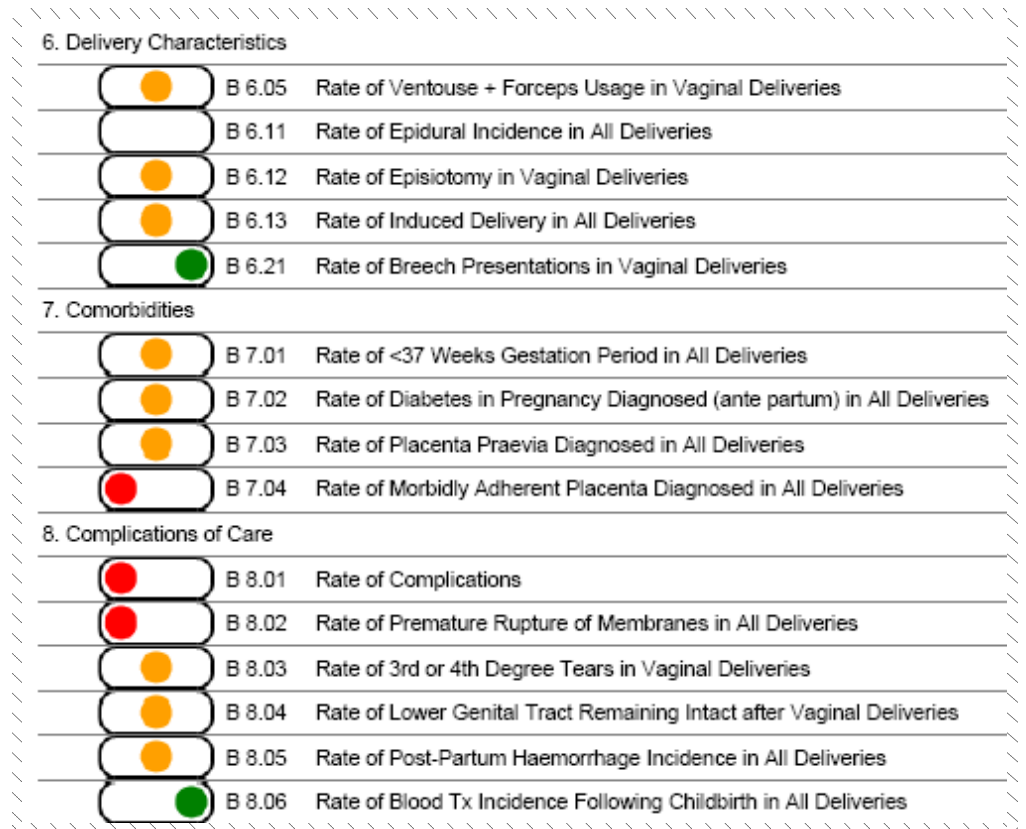 6. Delivery Characteristics
B 6.05 Rate of Ventouse + Forceps Usage in Vaginal Deliveries
B 6.11 Rate of Epidural Incidence in All Deliveries
B 6.12 Rate of Episiotomy in Vaginal Deliveries
B 6.13 Rate of Induced Delivery in All Deliveries
B 6.21 Rate of Breech Presentations in Vaginal Deliveries
7. Comorbidities
B 7.01 Rate of <37 Weeks Gestation Period in All Deliveries
B 7.02 Rate of Diabetes in Pregnancy Diagnosed (ante partum) in All Deliveries
B 7.03 Rate of Placenta Praevia Diagnosed in All Deliveries
B 7.04 Rate of Morbidly Adherent Placenta Diagnosed in All Deliveries
8. Complications of Care
B 8.01 Rate of Complications
B 8.02 Rate of Premature Rupture of Membranes in All Deliveries
B 8.03 Rate of 3rd or 4th Degree Tears in Vaginal Deliveries
B 8.04 Rate of Lower Genital Tract Remaining Intact after Vaginal Deliveries
B 8.05 Rate of Post-Partum Haemorrhage Incidence in All Deliveries
B 8.06 Rate of Blood Tx Incidence Following Childbirth in All Deliveries